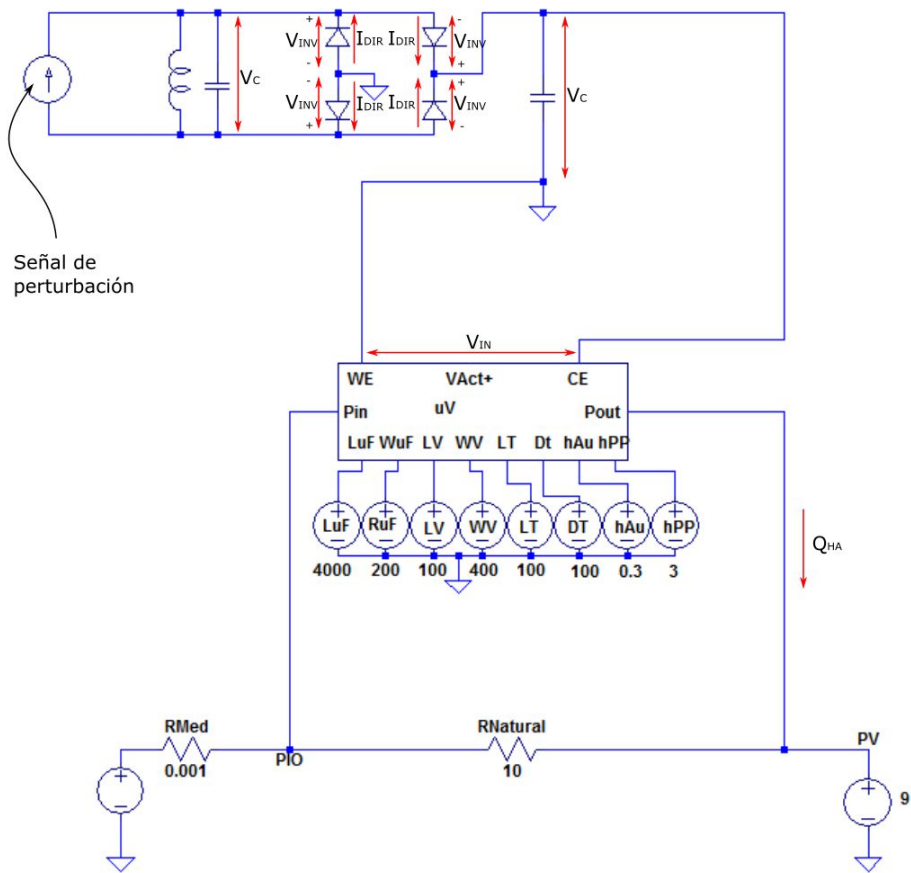 + + - -
VINV IDIR IDIR VINV
- - + +
VC
VC
- - + +
VINV IDIR IDIR VINV
+ + - -
Señal de
perturbación
VIN
WE VAct+ CE
uV
Pin Pout
LuF WuF LV WV LT Dt hAu hPP
LuF RuF LV WV LT DT hAu hPP
4000 200 100 400 100 100 0.3 3
QHA
RMed RNatural
PIO PV
0.001 10
9